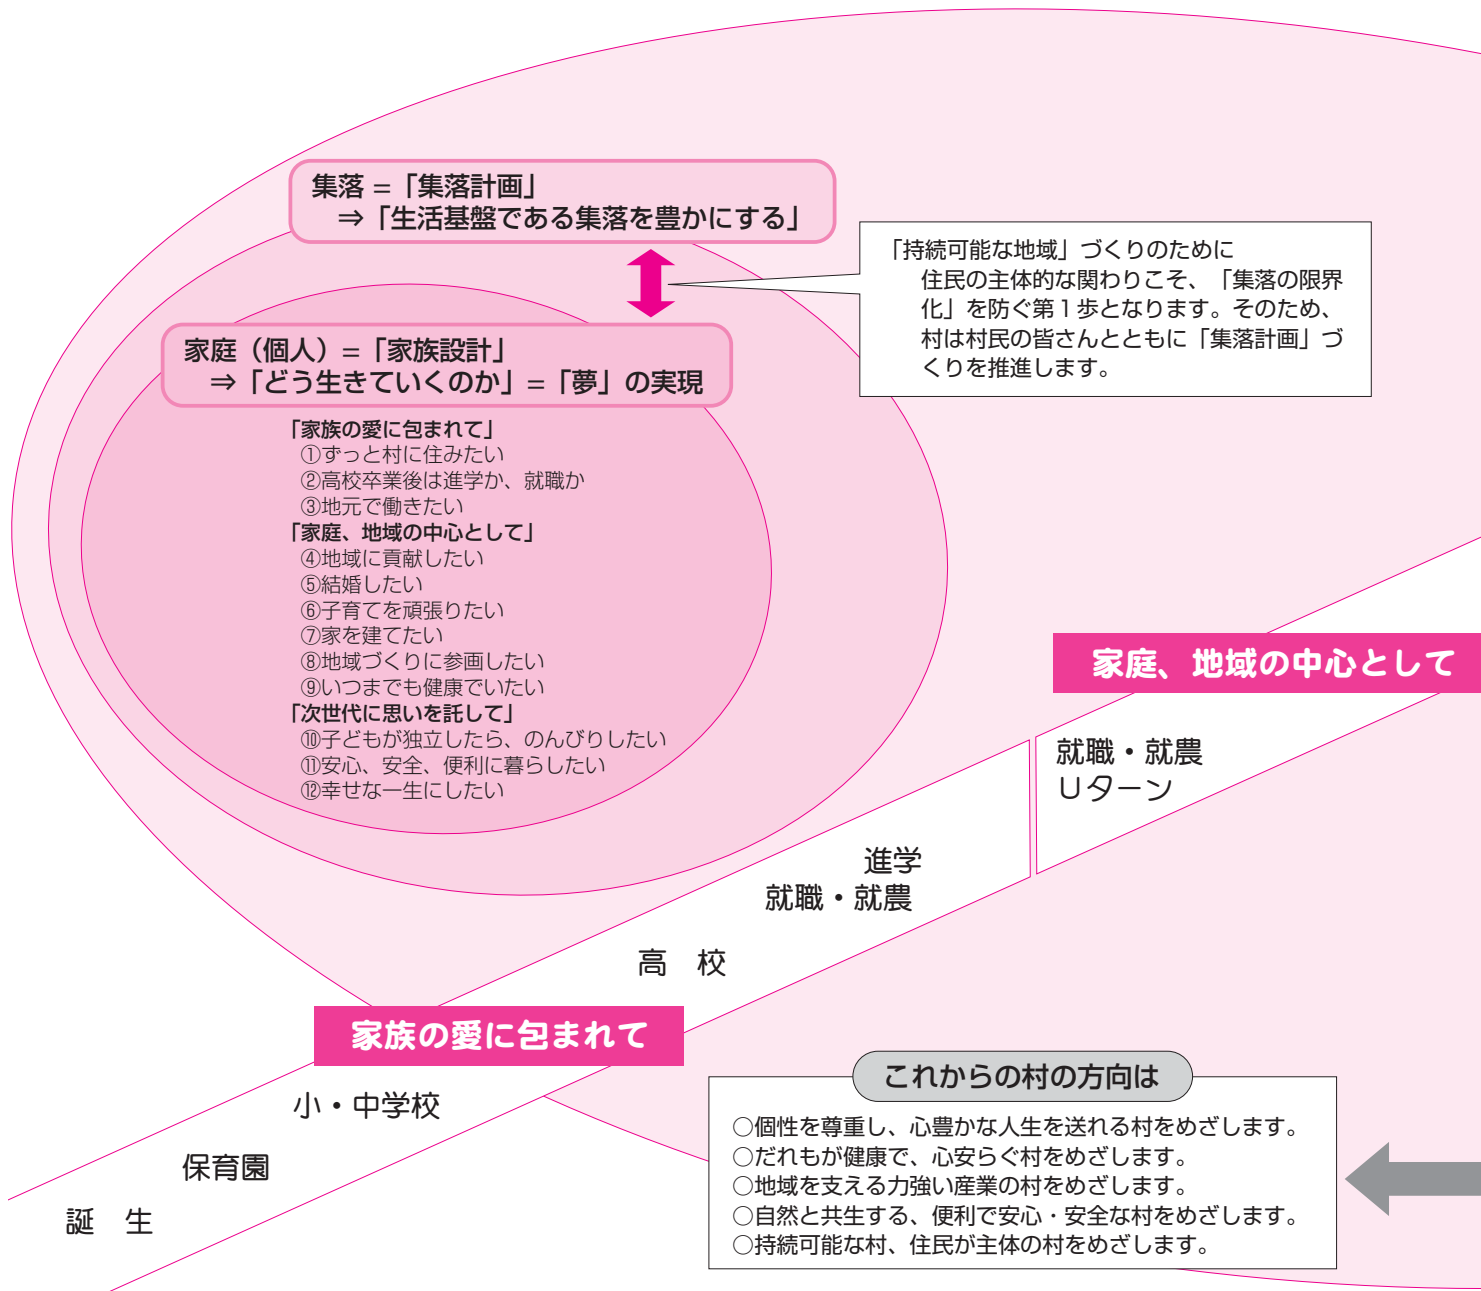 集落 =「集落計画」
⇒「生活基盤である集落を豊かにする」
「持続可能な地域」づくりのために
住民の主体的な関わりこそ、「集落の限界
化」を防ぐ第1歩となります。そのため、
村は村民の皆さんとともに「集落計画」づ
くりを推進します。
家庭（個人）=「家族設計」
⇒「どう生きていくのか」=「夢」の実現
「家族の愛に包まれて」
①ずっと村に住みたい
②高校卒業後は進学か、就職か
③地元で働きたい
「家庭、地域の中心として」
④地域に貢献したい
⑤結婚したい
⑥子育てを頑張りたい
⑦家を建てたい
⑧地域づくりに参画したい
⑨いつまでも健康でいたい
「次世代に思いを託して」
⑩子どもが独立したら、のんびりしたい
⑪安心、安全、便利に暮らしたい
⑫幸せな一生にしたい
家庭、地域の中心として
就職・就農
Uターン
進学
就職・就農
高　校
家族の愛に包まれて
小・中学校
保育園
誕　生
これからの村の方向は
○個性を尊重し、心豊かな人生を送れる村をめざします。
○だれもが健康で、心安らぐ村をめざします。
○地域を支える力強い産業の村をめざします。
○自然と共生する、便利で安心・安全な村をめざします。
○持続可能な村、住民が主体の村をめざします。